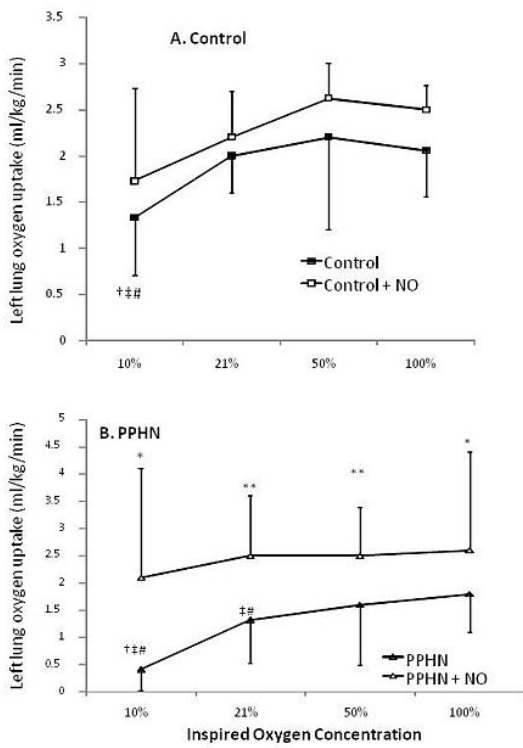 A. Control
Left lung oxygen uptake (ml/kg/min)
3.5
3
2.5
2
1.5
1
0.5
0
†‡#
Control
Control + NO
10% 21% 50% 100%
B. PPHN
Left lung oxygen uptake (ml/kg/min)
5
4.5
4
3.5
3
2.5
2
1.5
1
0.5
0
* ** ** *
†‡# ‡#
PPHN
PPHN + NO
10% 21% 50% 100%
Inspired Oxygen Concentration